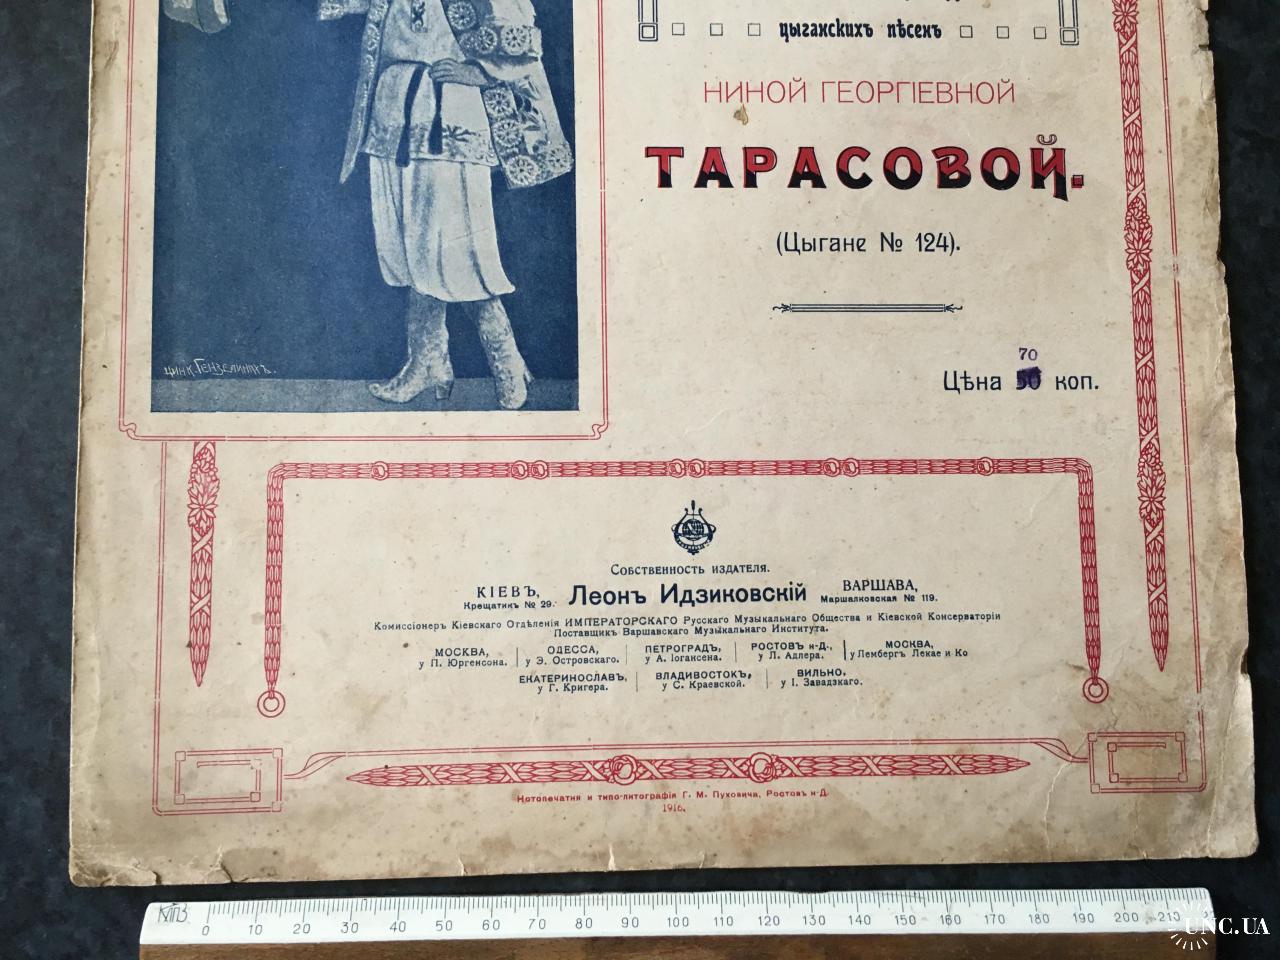 цыганскихъ пѣсенъ
НИНОЙ ГЕОРГІЕВНОЙ
ТАРАСОВОЙ.
(Цыгане № 124).
70
Цѣна 50 коп.
ЦИНК. ГЕНЗЕЛИНГЪ.
Собственность издателя.
КІЕВЪ, Леонъ Идзиковскій ВАРШАВА,
Крещатикъ № 29. Маршалковская № 119.
Комиссіонеръ Кіевскаго Отдѣленія ИМПЕРАТОРСКАГО Русскаго Музыкальнаго Общества и Кіевской Консерваторіи
Поставщикъ Варшавскаго Музыкальнаго Института.
МОСКВА, ОДЕССА, ПЕТРОГРАДЪ, РОСТОВЪ н-Д., МОСКВА,
у П. Юргенсона. у Э. Островскаго. у А. Іогансена. у Л. Адлера. у Лембергъ Лекае и Ко
ЕКАТЕРИНОСЛАВЪ, ВЛАДИВОСТОКЪ, ВИЛЬНО,
у Г. Кригера. у С. Краевской. у І. Завадзкаго.
Нотопечатня и типо-литографія Г. М. Пуховича, Ростовъ н-Д.
1916.
0 10 20 30 40 50 60 70 80 90 100 110 120 130 140 150 160 170 180 190 200 210
UNC.UA